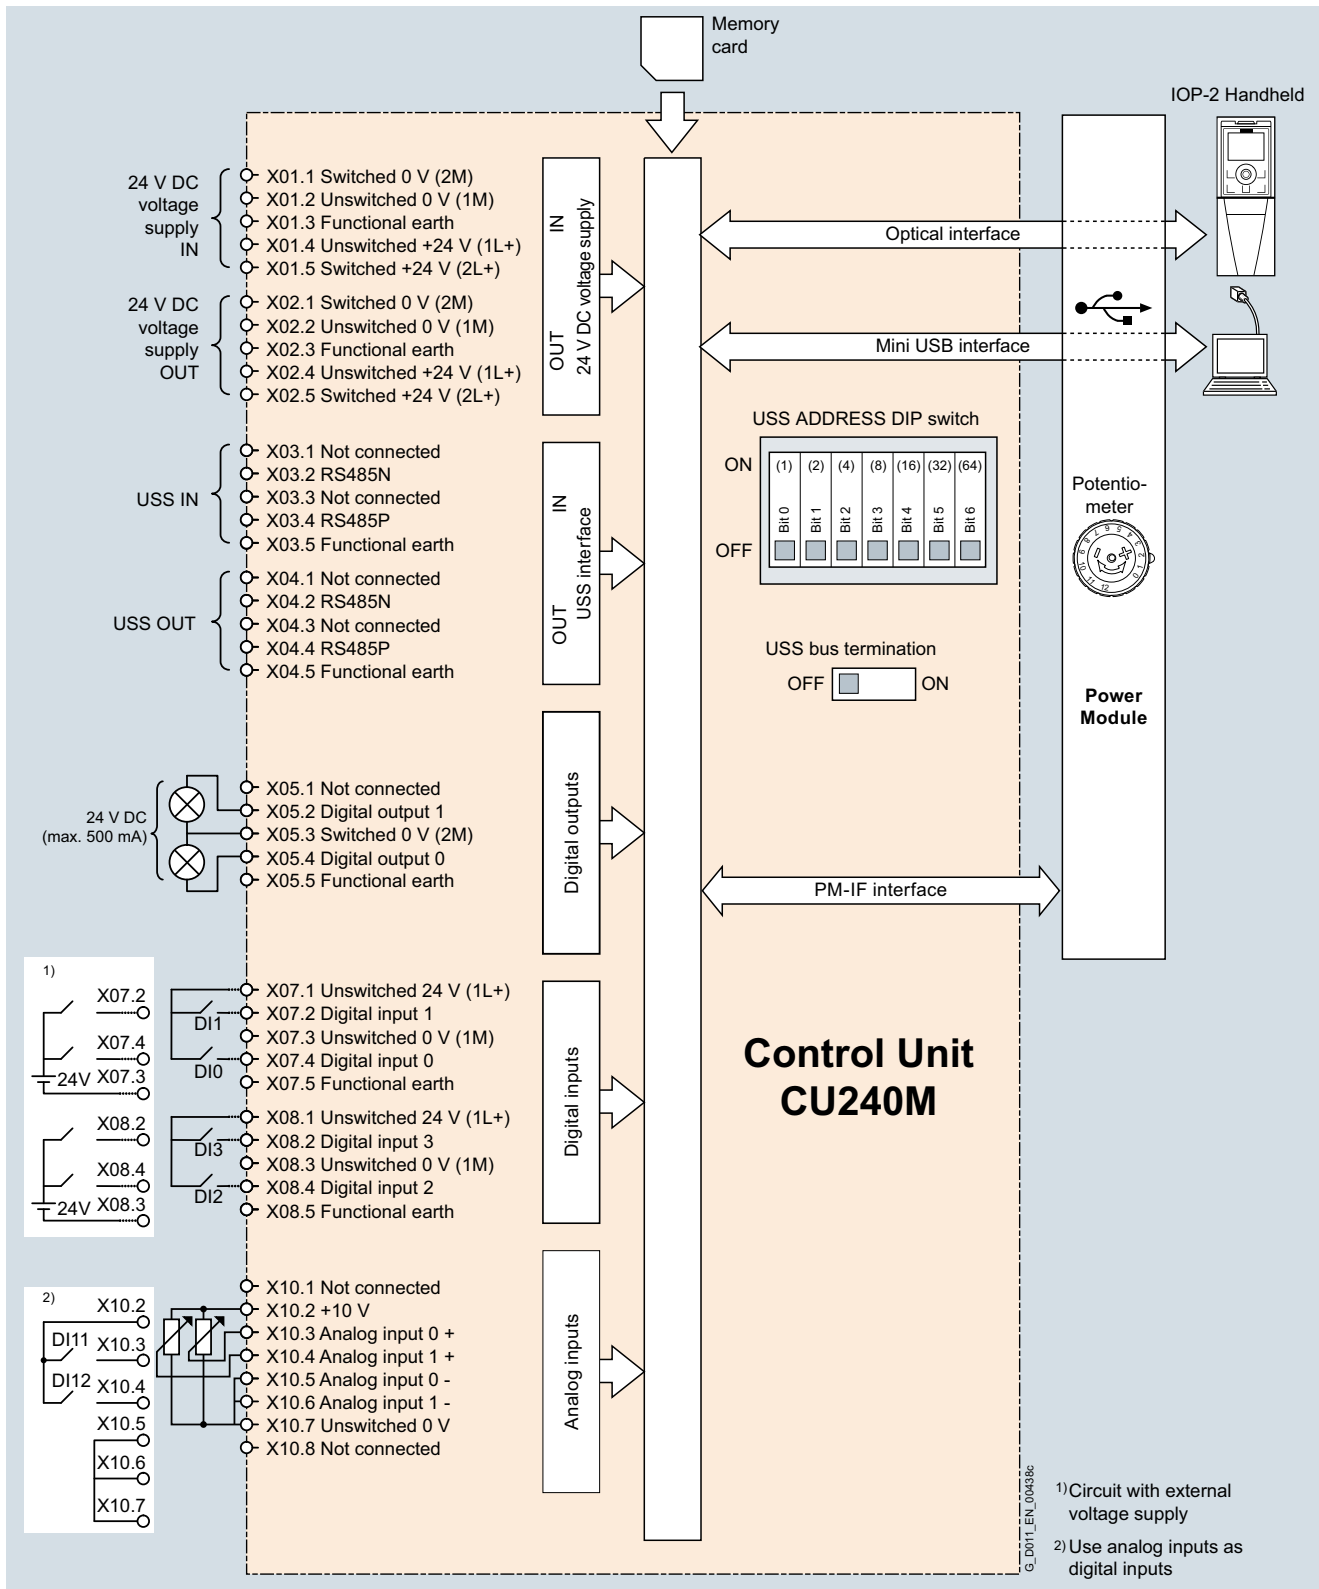 Memory
card
IOP-2 Handheld
24 V DC
voltage
supply
IN
X01.1 Switched 0 V (2M)
X01.2 Unswitched 0 V (1M)
X01.3 Functional earth
X01.4 Unswitched +24 V (1L+)
X01.5 Switched +24 V (2L+)
24 V DC
voltage
supply
OUT
X02.1 Switched 0 V (2M)
X02.2 Unswitched 0 V (1M)
X02.3 Functional earth
X02.4 Unswitched +24 V (1L+)
X02.5 Switched +24 V (2L+)
OUT IN
24 V DC voltage supply
Optical interface
Mini USB interface
USS IN
X03.1 Not connected
X03.2 RS485N
X03.3 Not connected
X03.4 RS485P
X03.5 Functional earth
USS OUT
X04.1 Not connected
X04.2 RS485N
X04.3 Not connected
X04.4 RS485P
X04.5 Functional earth
OUT IN
USS interface
USS ADDRESS DIP switch
ON
(1) (2) (4) (8) (16) (32) (64)
Bit 0 Bit 1 Bit 2 Bit 3 Bit 4 Bit 5 Bit 6
OFF
USS bus termination
OFF ON
Potentio-
meter
0 1 2 3 4 5 6 7 8 9 10 11 12
Power
Module
24 V DC
(max. 500 mA)
X05.1 Not connected
X05.2 Digital output 1
X05.3 Switched 0 V (2M)
X05.4 Digital output 0
X05.5 Functional earth
Digital outputs
PM-IF interface
1)
X07.2
X07.4
24V X07.3
X08.2
X08.4
24V X08.3
DI1
DI0
DI3
DI2
X07.1 Unswitched 24 V (1L+)
X07.2 Digital input 1
X07.3 Unswitched 0 V (1M)
X07.4 Digital input 0
X07.5 Functional earth
X08.1 Unswitched 24 V (1L+)
X08.2 Digital input 3
X08.3 Unswitched 0 V (1M)
X08.4 Digital input 2
X08.5 Functional earth
Digital inputs
Control Unit
CU240M
2)
X10.2
DI11 X10.3
DI12 X10.4
X10.5
X10.6
X10.7
X10.1 Not connected
X10.2 +10 V
X10.3 Analog input 0 +
X10.4 Analog input 1 +
X10.5 Analog input 0 -
X10.6 Analog input 1 -
X10.7 Unswitched 0 V
X10.8 Not connected
Analog inputs
G_D011_EN_00438c
1) Circuit with external
voltage supply
2) Use analog inputs as
digital inputs